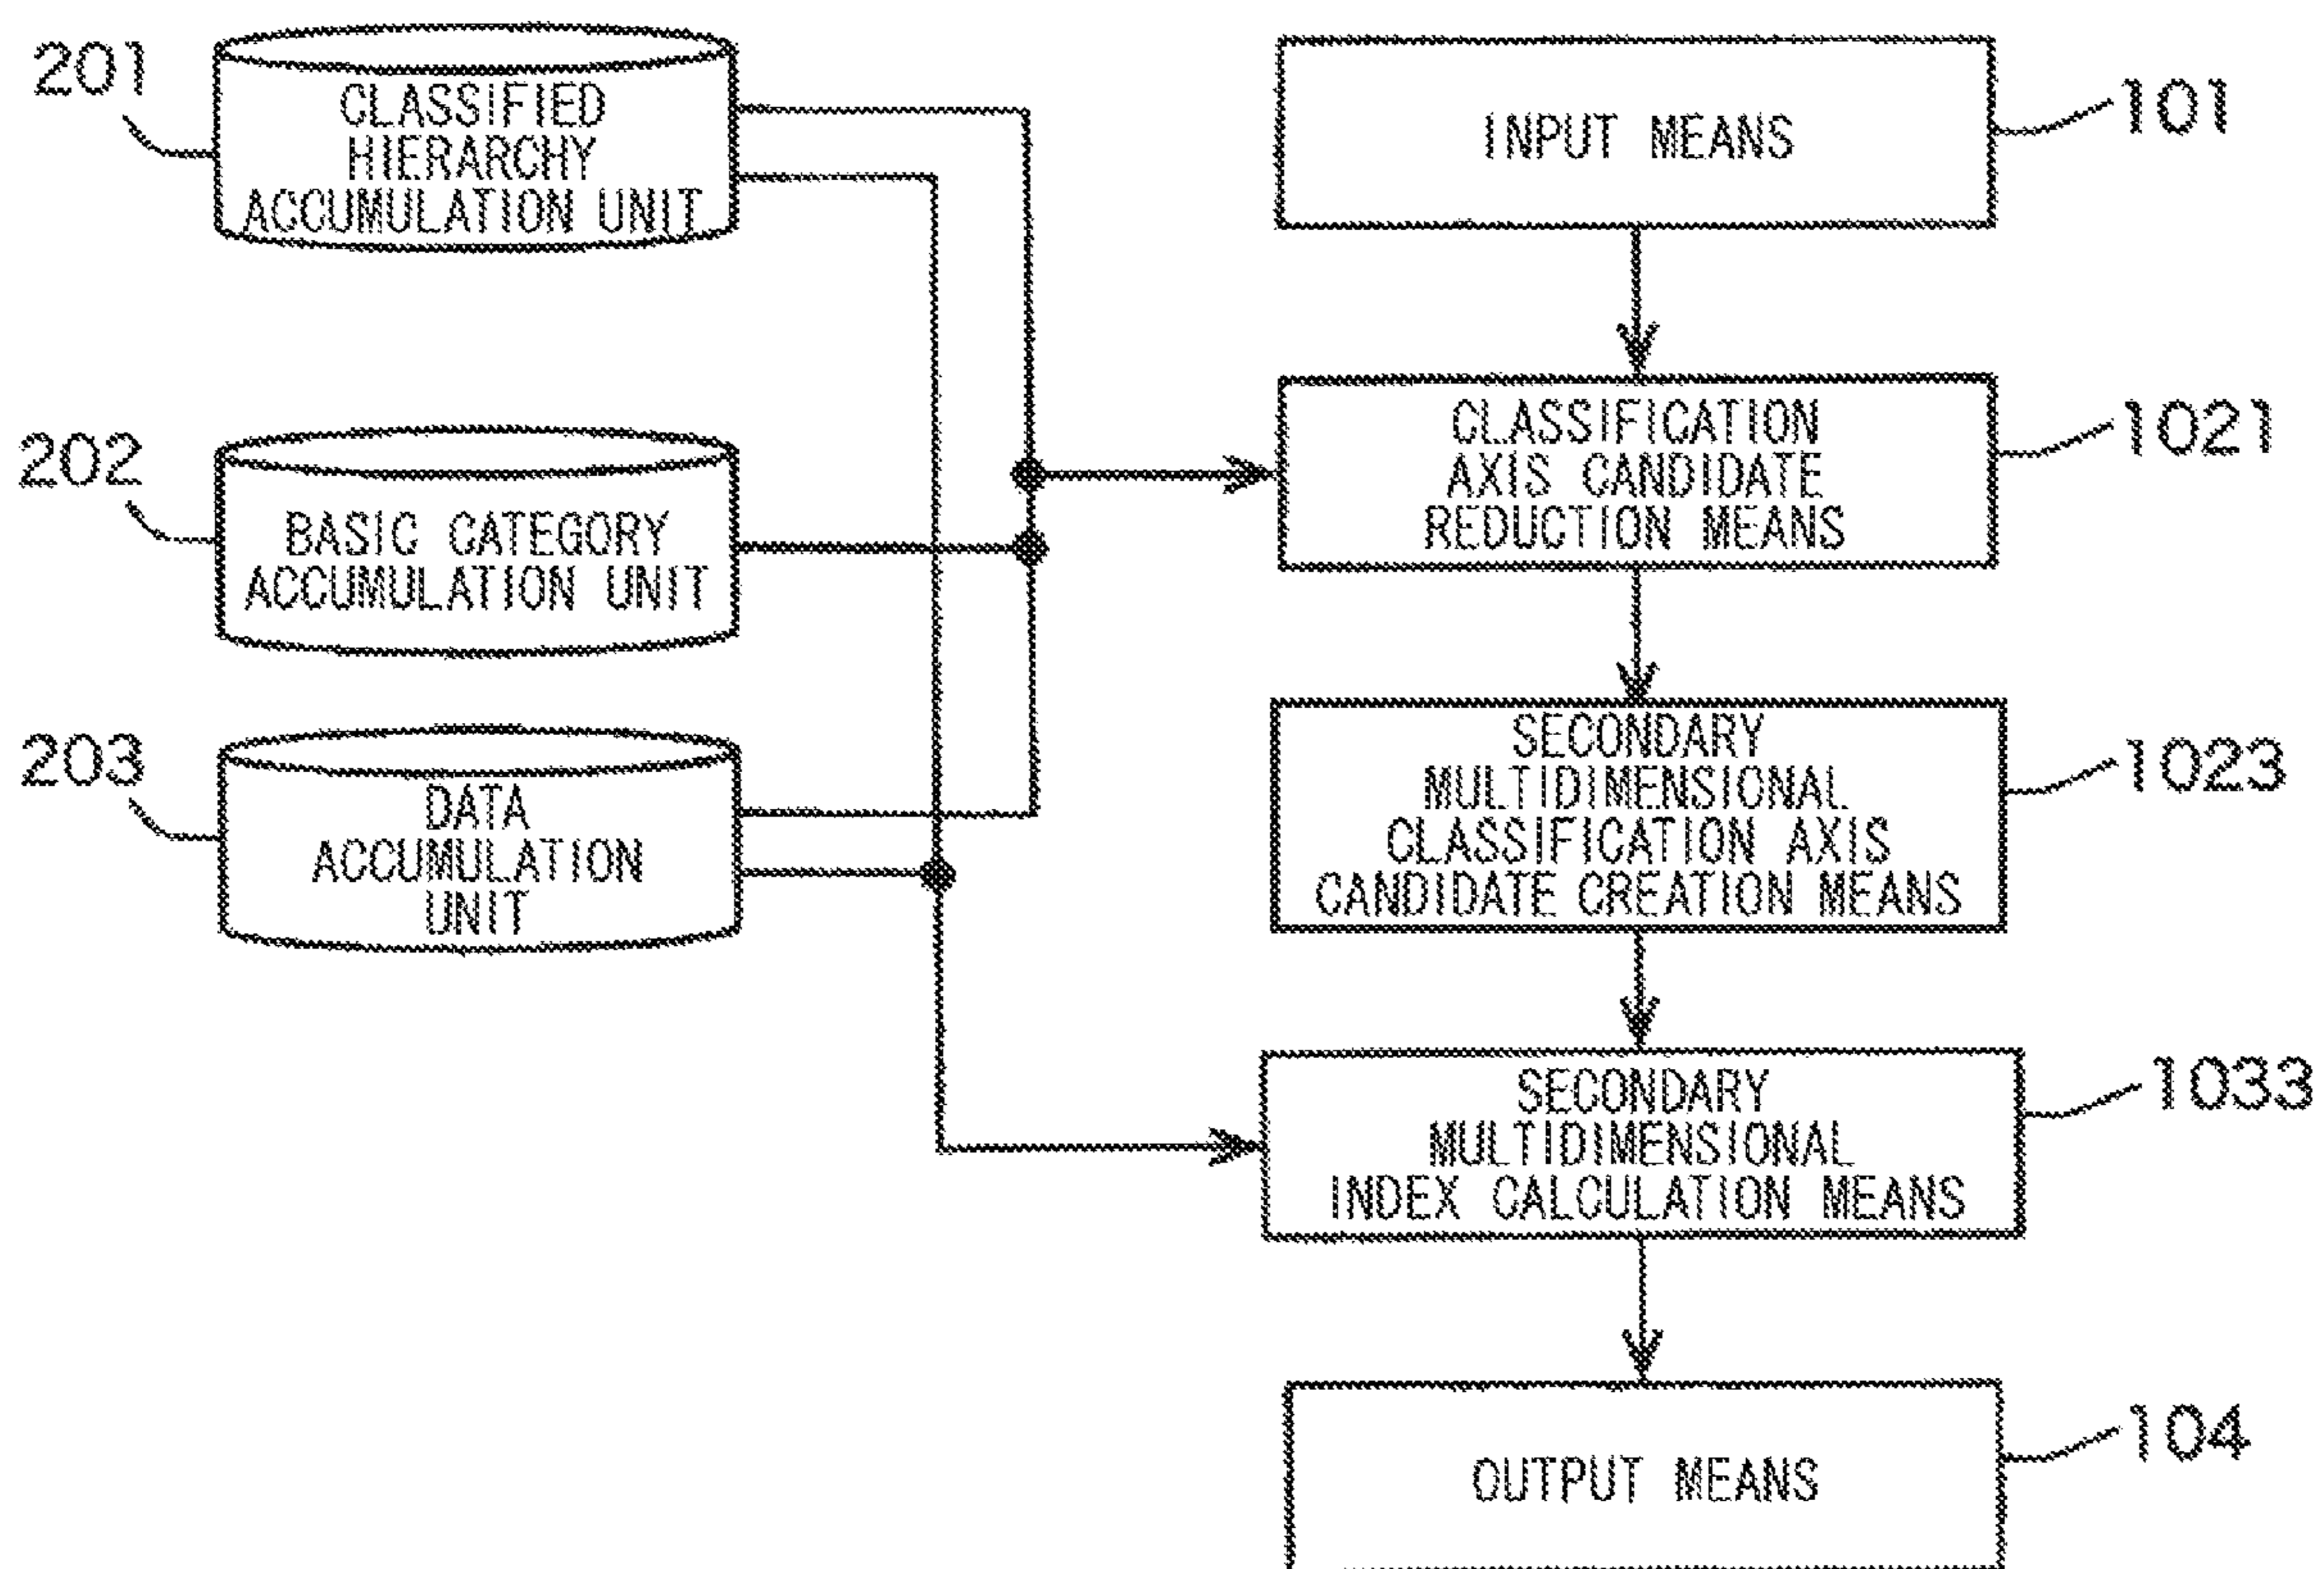 201
CLASSIFIED
HIERARCHY
ACCUMULATION UNIT
202
BASIC CATEGORY
ACCUMULATION UNIT
203
DATA
ACCUMULATION
UNIT
INPUT MEANS
101
CLASSIFICATION
AXIS CANDIDATE
REDUCTION MEANS
1021
SECONDARY
MULTIDIMENSIONAL
CLASSIFICATION AXIS
CANDIDATE CREATION MEANS
1023
SECONDARY
MULTIDIMENSIONAL
INDEX CALCULATION MEANS
1033
OUTPUT MEANS
104